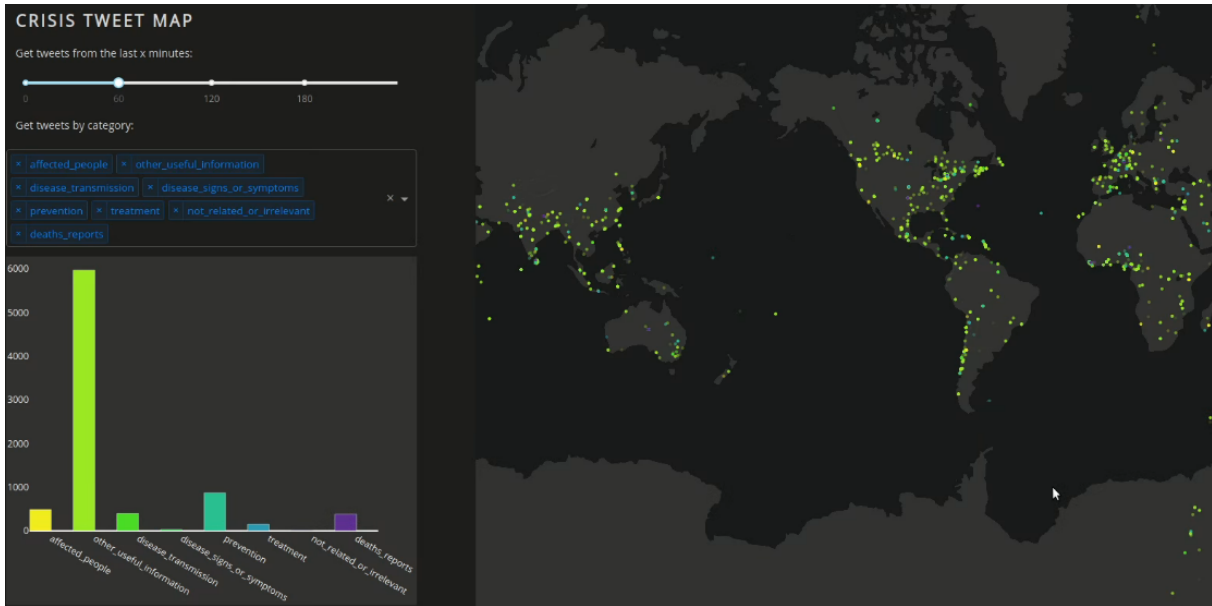 CRISIS TWEET MAP
Get tweets from the last x minutes:
0 60 120 180
Get tweets by category:
× affected_people × other_useful_information
× disease_transmission × disease_signs_or_symptoms
× prevention × treatment × not_related_or_irrelevant
× deaths_reports
×
6000
5000
4000
3000
2000
1000
0
affected_people
other_useful_information
disease_transmission
disease_signs_or_symptoms
prevention
treatment
not_related_or_irrelevant
deaths_reports